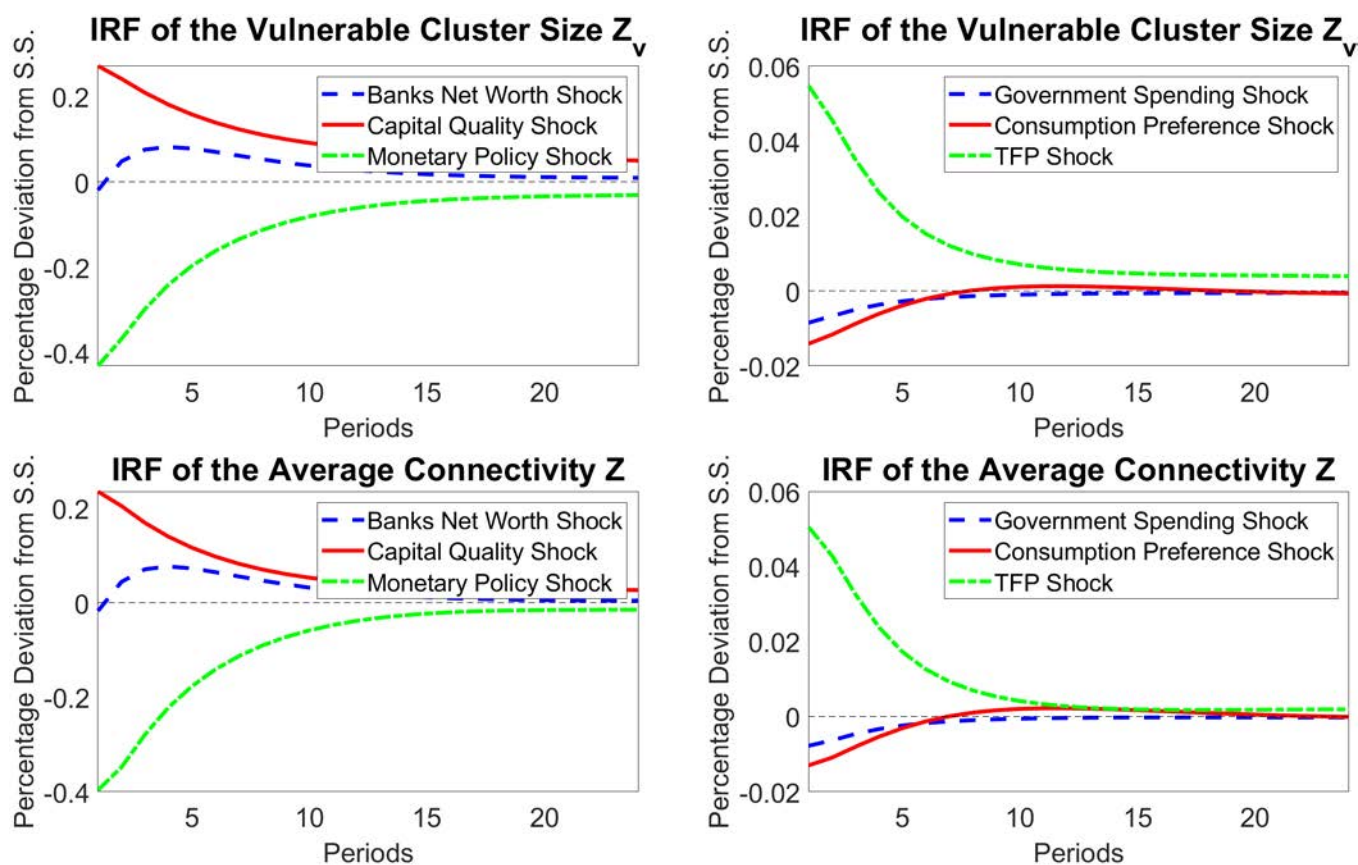 IRF of the Vulnerable Cluster Size Z_v
Percentage Deviation from S.S.
0.2
0
-0.2
-0.4
Banks Net Worth Shock
Capital Quality Shock
Monetary Policy Shock
5 10 15 20
Periods
IRF of the Vulnerable Cluster Size Z_v
Percentage Deviation from S.S.
0.06
0.04
0.02
0
-0.02
Government Spending Shock
Consumption Preference Shock
TFP Shock
5 10 15 20
Periods
IRF of the Average Connectivity Z
Percentage Deviation from S.S.
0.2
0
-0.2
-0.4
Banks Net Worth Shock
Capital Quality Shock
Monetary Policy Shock
5 10 15 20
Periods
IRF of the Average Connectivity Z
Percentage Deviation from S.S.
0.06
0.04
0.02
0
-0.02
Government Spending Shock
Consumption Preference Shock
TFP Shock
5 10 15 20
Periods